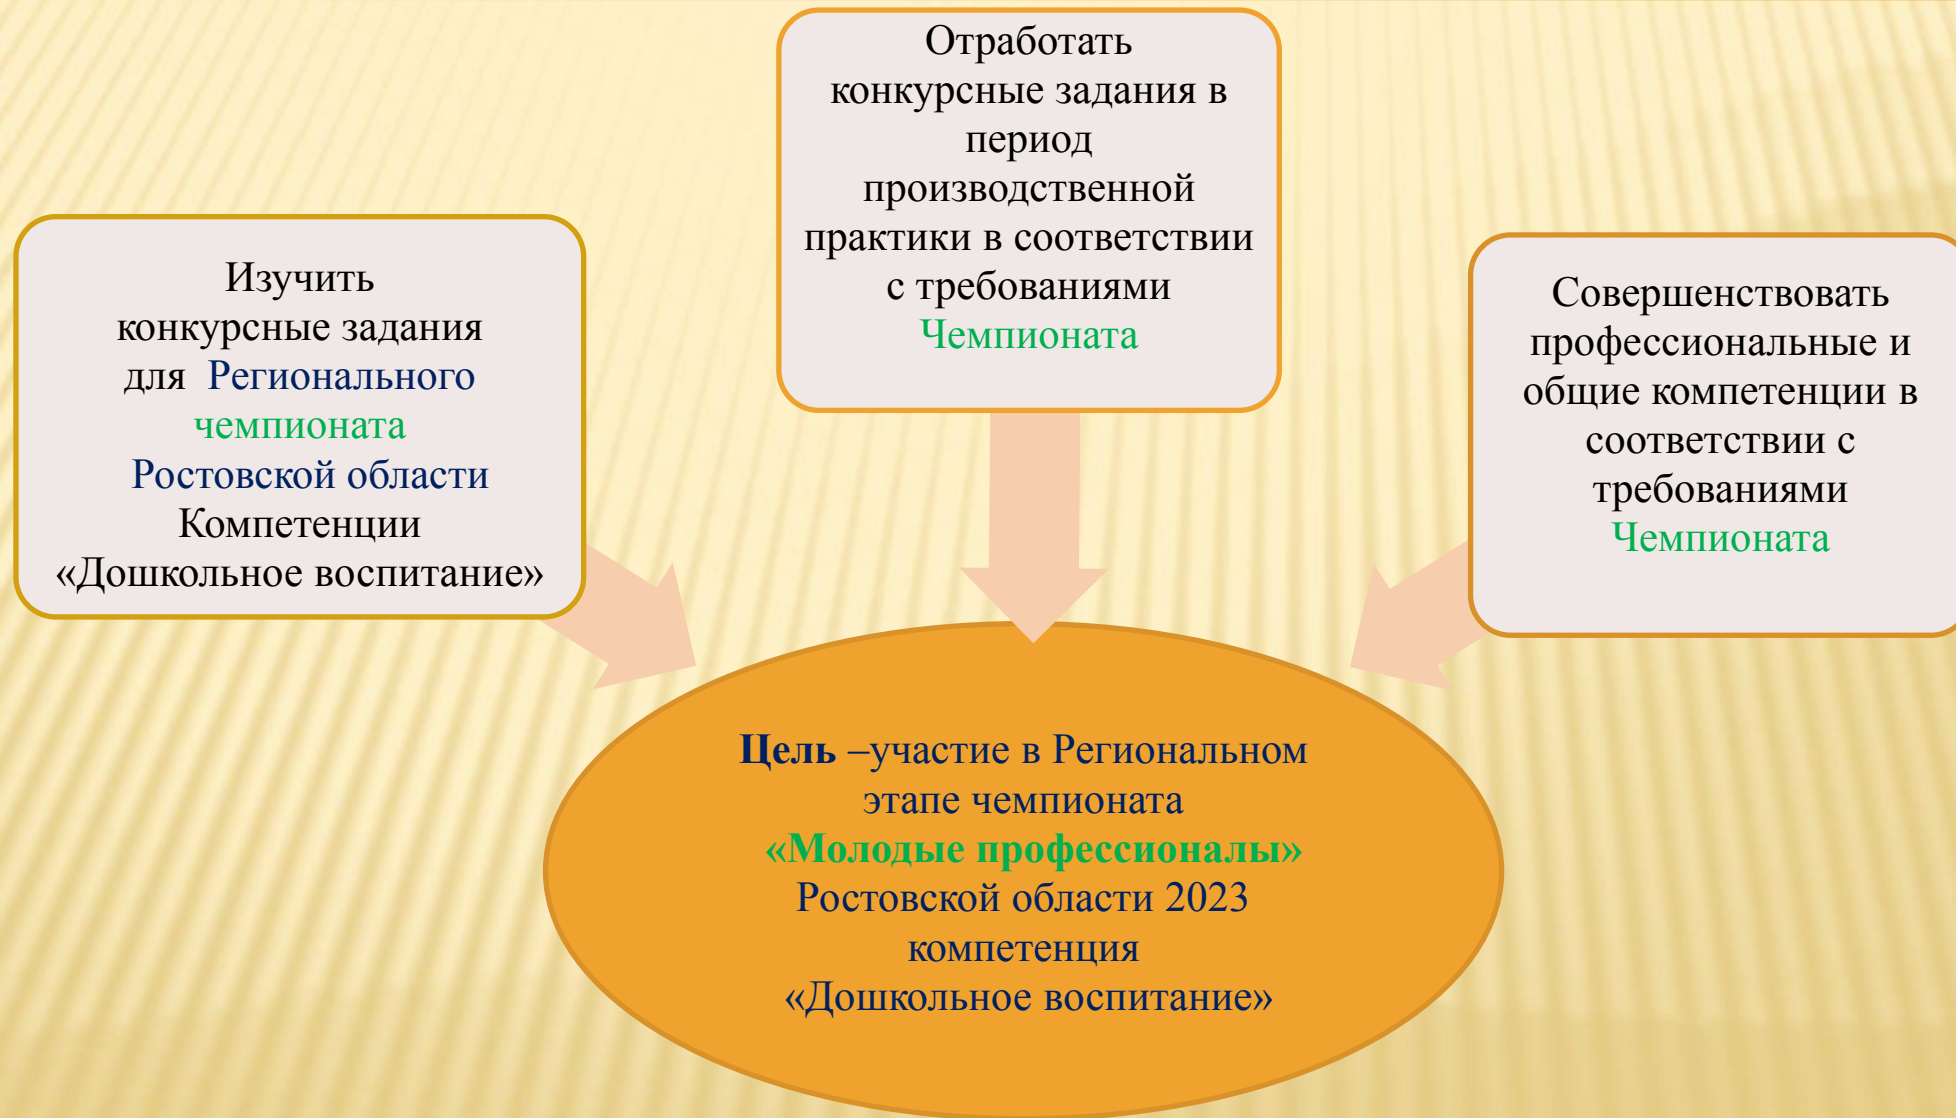 Изучить
конкурсные задания
для Регионального
чемпионата
Ростовской области
Компетенции
«Дошкольное воспитание»
Отработать
конкурсные задания в
период
производственной
практики в соответствии
с требованиями
Чемпионата
Совершенствовать
профессиональные и
общие компетенции в
соответствии с
требованиями
Чемпионата
Цель –участие в Региональном
этапе чемпионата
«Молодые профессионалы»
Ростовской области 2023
компетенция
«Дошкольное воспитание»